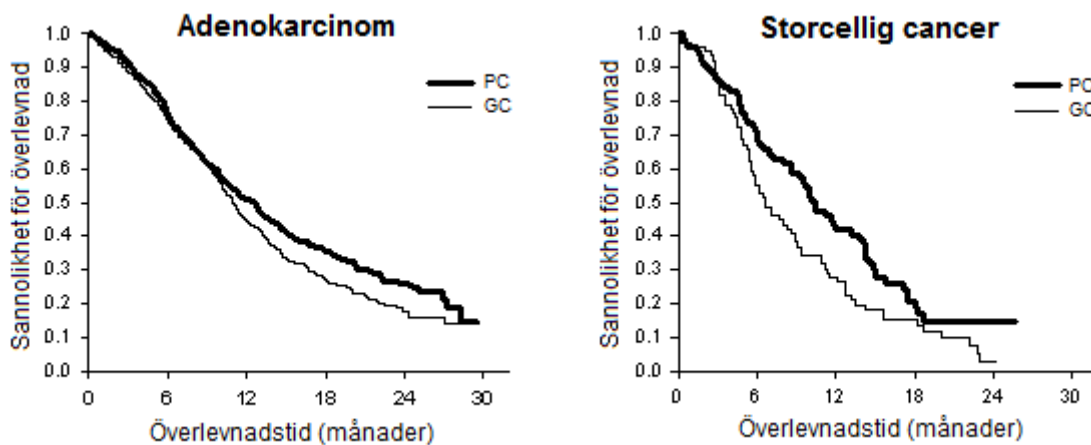 Adenokarcinom
Sannolikhet för överlevnad
1.0
0.9
0.8
0.7
0.6
0.5
0.4
0.3
0.2
0.1
0.0
PC
GC
0 6 12 18 24 30
Överlevnadstid (månader)
Storcellig cancer
Sannolikhet för överlevnad
1.0
0.9
0.8
0.7
0.6
0.5
0.4
0.3
0.2
0.1
0.0
PC
GC
0 6 12 18 24 30
Överlevnadstid (månader)